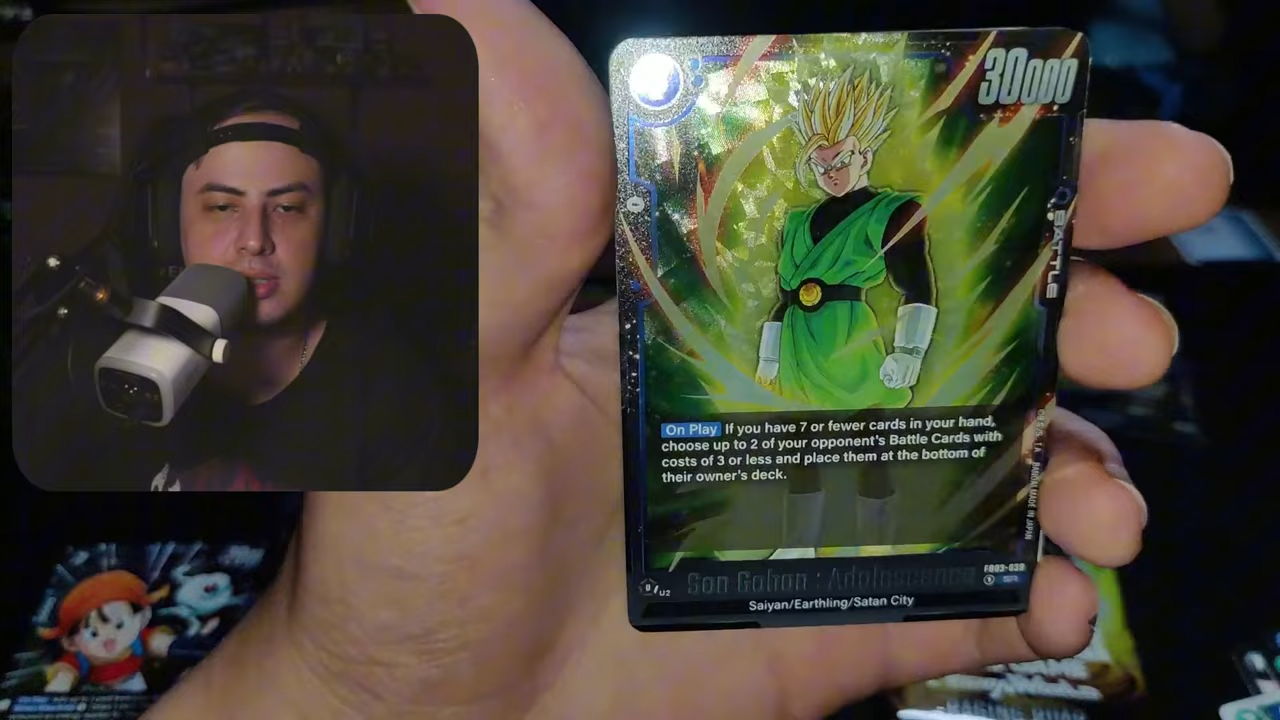 30000
BATTLE
On Play If you have 7 or fewer cards in your hand,
choose up to 2 of your opponent's Battle Cards with
costs of 3 or less and place them at the bottom of
their owner's deck.
Son Gohan : Adolescence
FB03-039
Saiyan/Earthling/Satan City